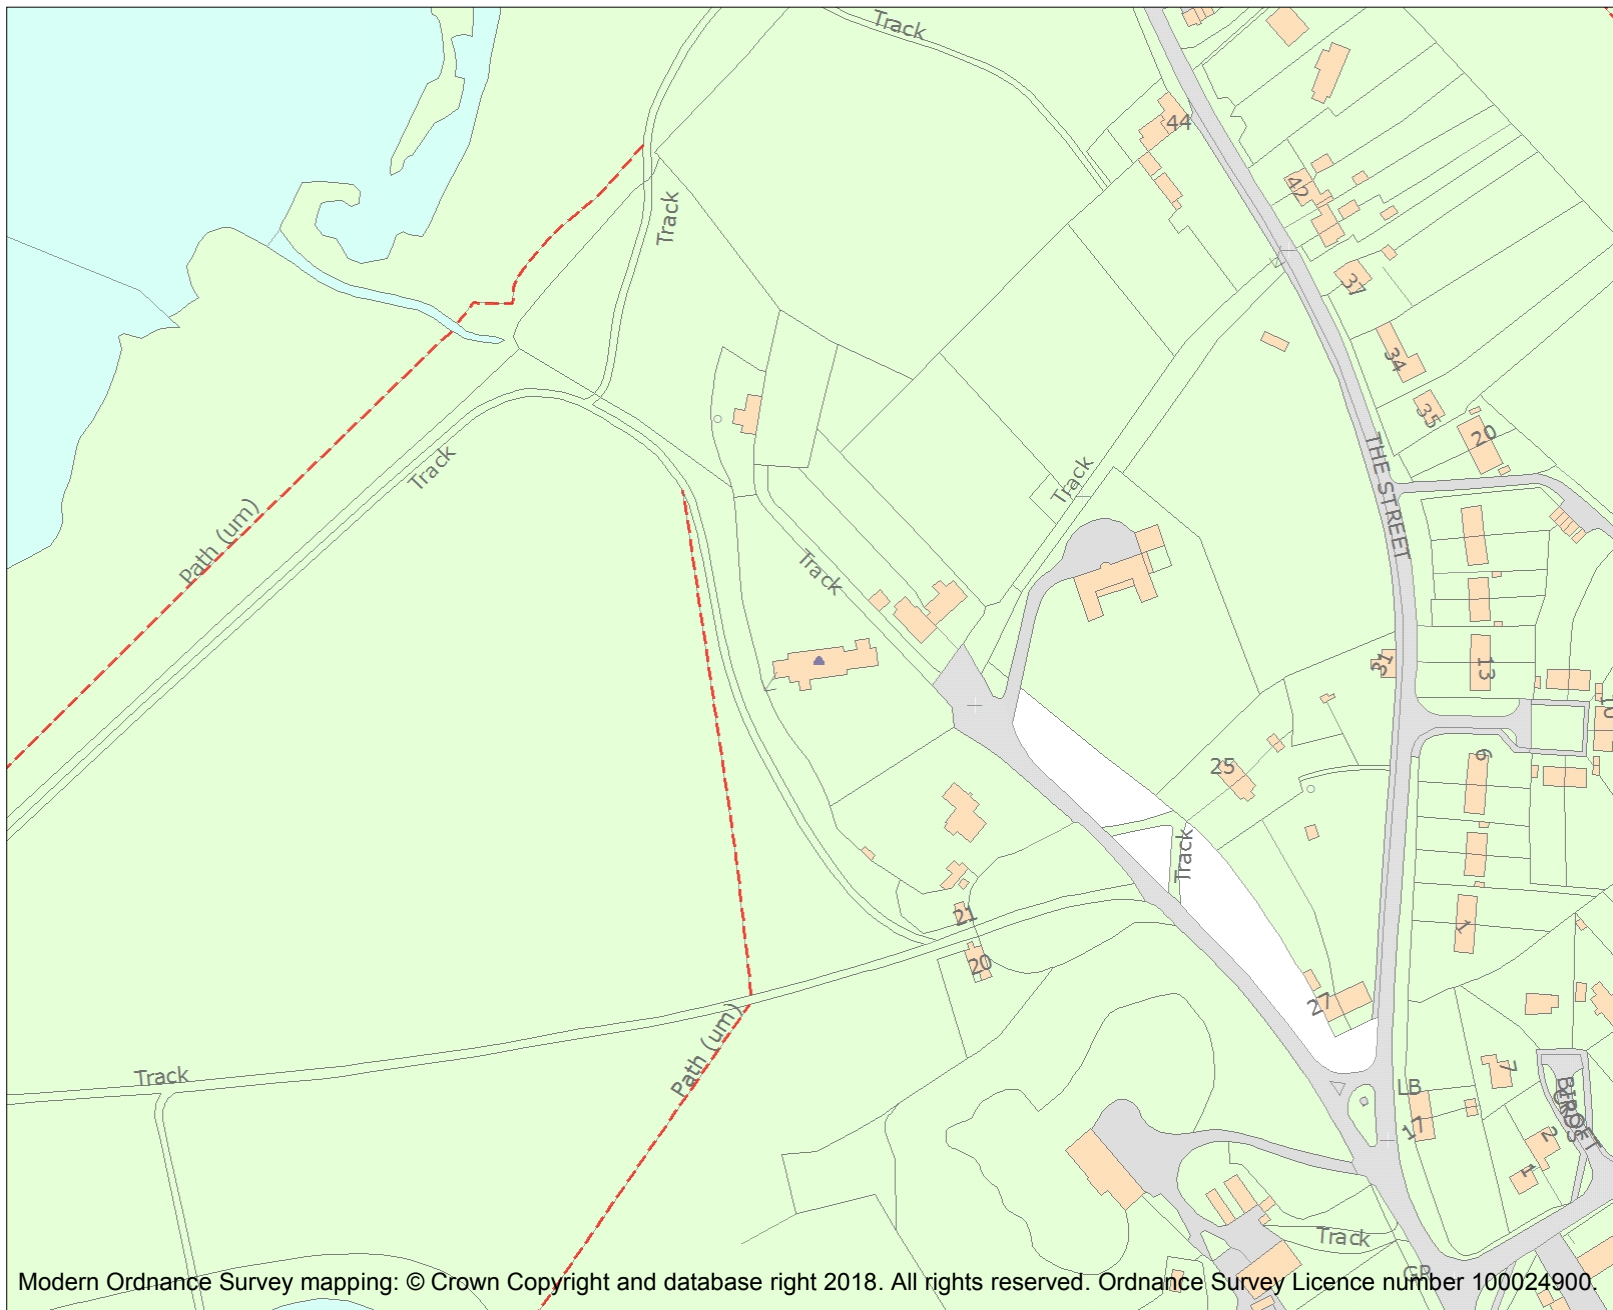 Track
44
42
Track
37
34
35
20
THE STREET
Track
Track
Path (um)
Track
31
13
25
6
Track
21
20
1
27
Path (um)
Track
LB
7
17
2
1
Track
GP
Modern Ordnance Survey mapping: © Crown Copyright and database right 2018. All rights reserved. Ordnance Survey Licence number 100024900.